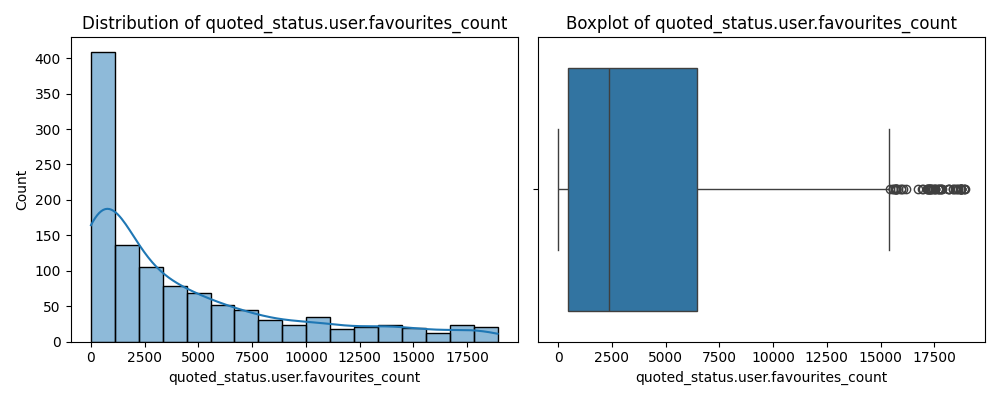 Distribution of quoted_status.user.favourites_count
Count
400
350
300
250
200
150
100
50
0
0 2500 5000 7500 10000 12500 15000 17500
quoted_status.user.favourites_count
Boxplot of quoted_status.user.favourites_count
0 2500 5000 7500 10000 12500 15000 17500
quoted_status.user.favourites_count